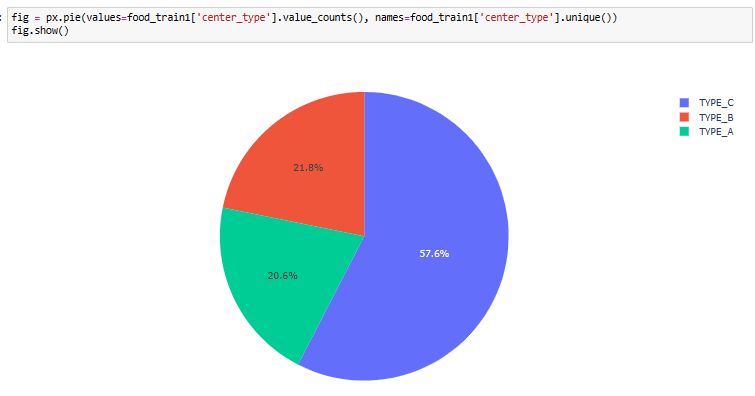 fig = px.pie(values=food_train1['center_type'].value_counts(), names=food_train1['center_type'].unique())
fig.show()
TYPE_C
TYPE_B
TYPE_A
21.8%
57.6%
20.6%